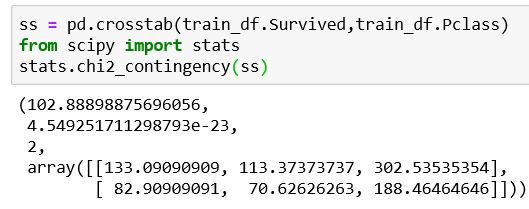 ss = pd.crosstab(train_df.Survived,train_df.Pclass)
from scipy import stats
stats.chi2_contingency(ss)
(102.88898875696056,
 4.549251711298793e-23,
 2,
 array([[133.09090909, 113.37373737, 302.53535354],
        [ 82.90909091,  70.62626263, 188.46464646]]))